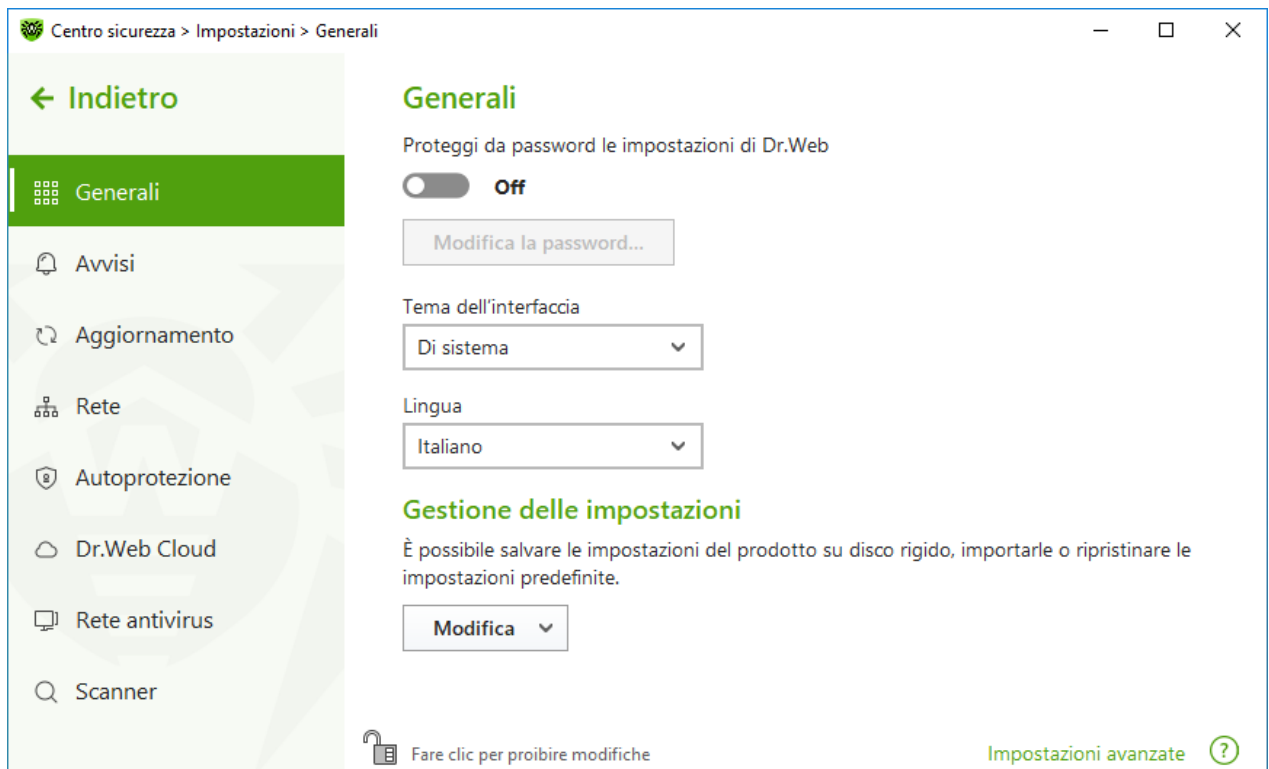 Centro sicurezza > Impostazioni > Generali
Indietro
Generali
Avvisi
Aggiornamento
Rete
Autoprotezione
Dr.Web Cloud
Rete antivirus
Scanner
Generali
Proteggi da password le impostazioni di Dr.Web
Off
Modifica la password...
Tema dell'interfaccia
Di sistema
Lingua
Italiano
Gestione delle impostazioni
È possibile salvare le impostazioni del prodotto su disco rigido, importarle o ripristinare le
impostazioni predefinite.
Modifica
Fare clic per proibire modifiche
Impostazioni avanzate
?